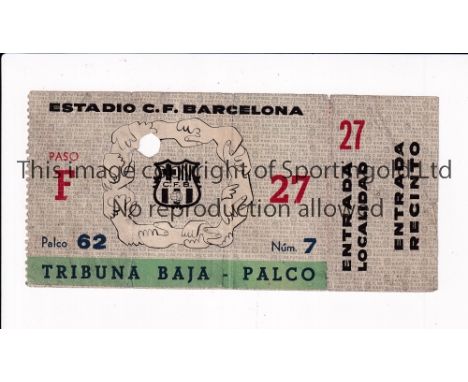 ESTADIO C. F. BARCELONA
PASO
F
C F B
27
Palco 62
Núm. 7
TRIBUNA BAJA PALCO
27
ENTRADA
LOCALIDAD
ENTRADA
RECINTO
This image copyright of Sportingold Ltd
No reproduction allowed